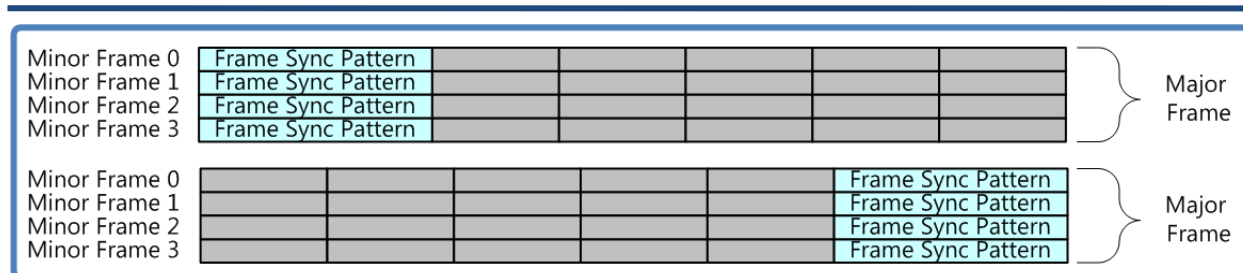 Minor Frame 0 Frame Sync Pattern
Minor Frame 1 Frame Sync Pattern
Minor Frame 2 Frame Sync Pattern
Minor Frame 3 Frame Sync Pattern
Major
Frame
Minor Frame 0 Frame Sync Pattern
Minor Frame 1 Frame Sync Pattern
Minor Frame 2 Frame Sync Pattern
Minor Frame 3 Frame Sync Pattern
Major
Frame